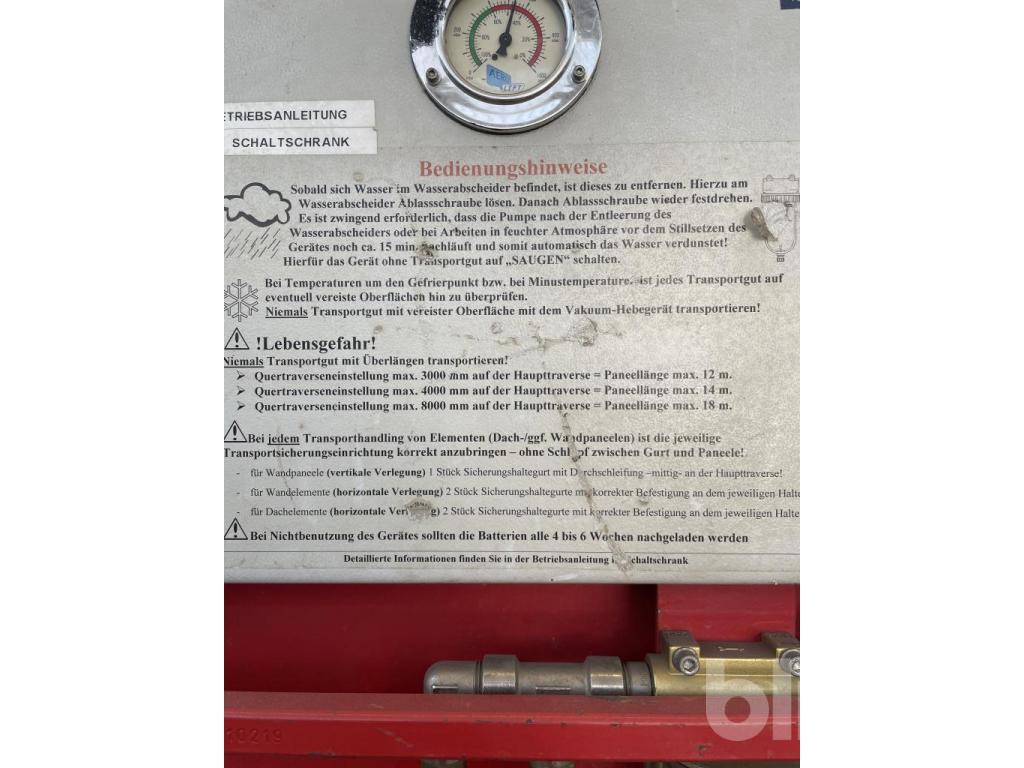 AERO
LIFT
ETRIEBSANLEITUNG
SCHALTSCHRANK
Bedienungshinweise
Sobald sich Wasser im Wasserabscheider befindet, ist dieses zu entfernen. Hierzu am
Wasserabscheider Ablassschraube lösen. Danach Ablassschraube wieder festdrehen.
Es ist zwingend erforderlich, dass die Pumpe nach der Entleerung des
Wasserabscheiders oder bei Arbeiten in feuchter Atmosphäre vor dem Stillsetzen des
Gerätes noch ca. 15 min. nachläuft und somit automatisch das Wasser verdunstet!
Hierfür das Gerät ohne Transportgut auf „SAUGEN" schalten.
Bei Temperaturen um den Gefrierpunkt bzw. bei Minustemperature. ist jedes Transportgut auf
eventuell vereiste Oberflächen hin zu überprüfen.
Niemals Transportgut mit vereister Oberfläche mit dem Vakuum-Hebegerät transportieren!
!Lebensgefahr!
Niemals Transportgut mit Überlängen transportieren!
➢ Quertraverseneinstellung max. 3000 mm auf der Haupttraverse = Paneellänge max. 12 m.
➢ Quertraverseneinstellung max. 4000 mm auf der Haupttraverse = Paneellänge max. 14 m.
➢ Quertraverseneinstellung max. 8000 mm auf der Haupttraverse = Paneellänge max. 18 m.
Bei jedem Transporthandling von Elementen (Dach-/ggf. Wandpaneelen) ist die jeweilige
Transportsicherungseinrichtung korrekt anzubringen – ohne Schlupf zwischen Gurt und Paneele!
- für Wandpaneele (vertikale Verlegung) 1 Stück Sicherungshaltegurt mit Durchschleifung –mittig- an der Haupttraverse!
- für Wandelemente (horizontale Verlegung) 2 Stück Sicherungshaltegurte mit korrekter Befestigung an dem jeweiligen Halte
- für Dachelemente (horizontale Verlegung) 2 Stück Sicherungshaltegurte mit korrekter Befestigung an dem jeweiligen Halte
Bei Nichtbenutzung des Gerätes sollten die Batterien alle 4 bis 6 Wochen nachgeladen werden
Detaillierte Informationen finden Sie in der Betriebsanleitung im Schaltschrank
10219